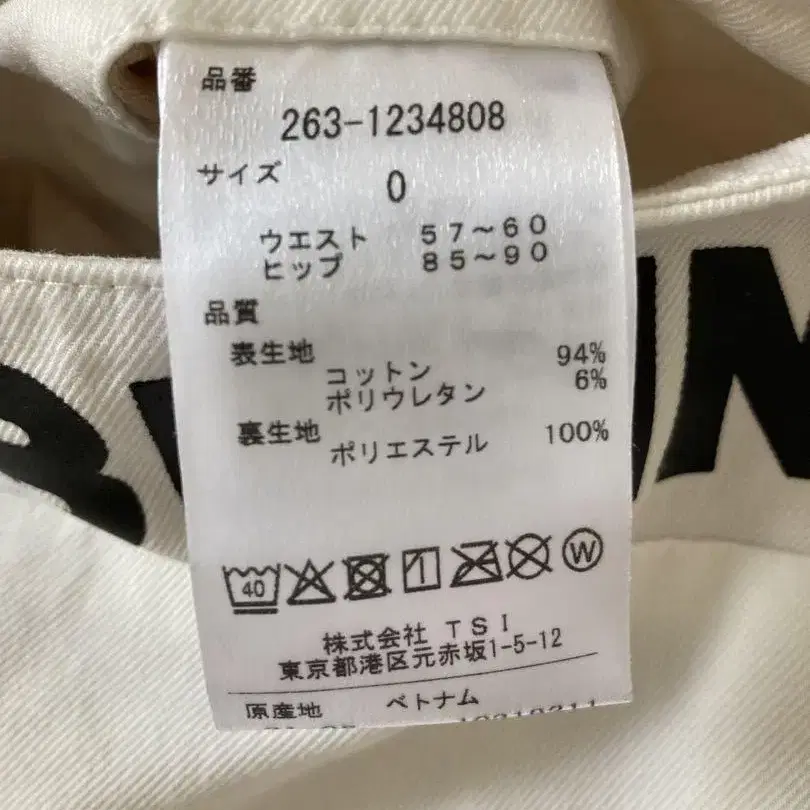 品番
263-1234808
サイズ 0
ウエスト 57～60
ヒップ 85～90
品質
表生地
コットン 94%
ポリウレタン 6%
裏生地
ポリエステル 100%
40
W
株式会社 TSI
東京都港区元赤坂1-5-12
原産地 ベトナム